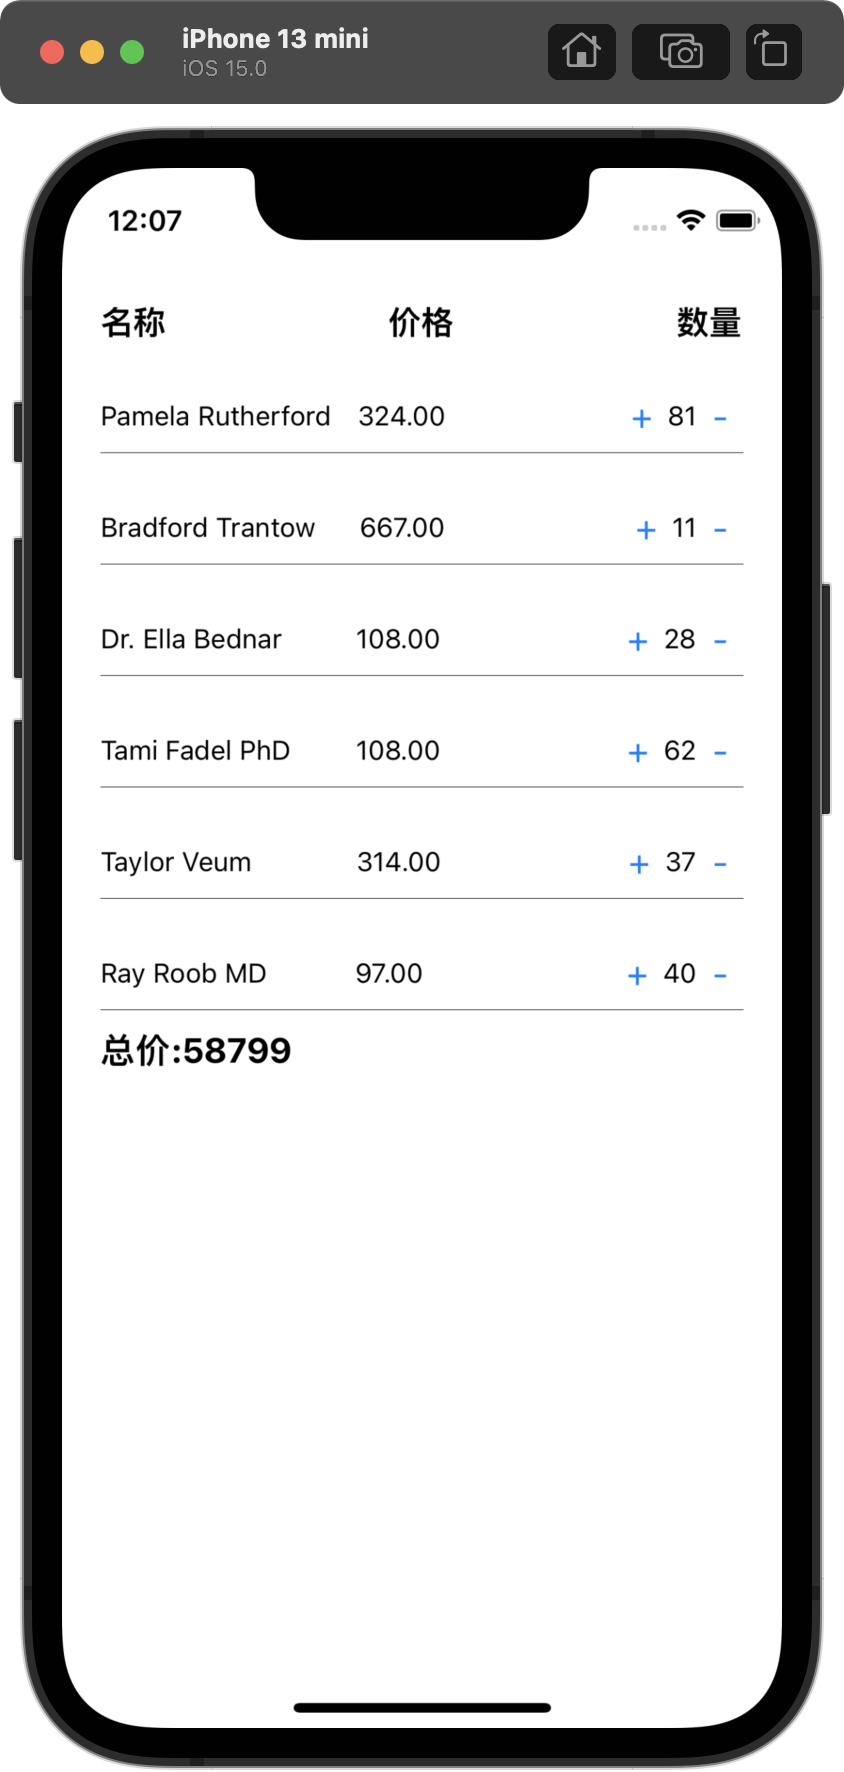 iPhone 13 mini
iOS 15.0
12:07
名称 价格 数量
Pamela Rutherford 324.00 + 81 -
Bradford Trantow 667.00 + 11 -
Dr. Ella Bednar 108.00 + 28 -
Tami Fadel PhD 108.00 + 62 -
Taylor Veum 314.00 + 37 -
Ray Roob MD 97.00 + 40 -
总价:58799